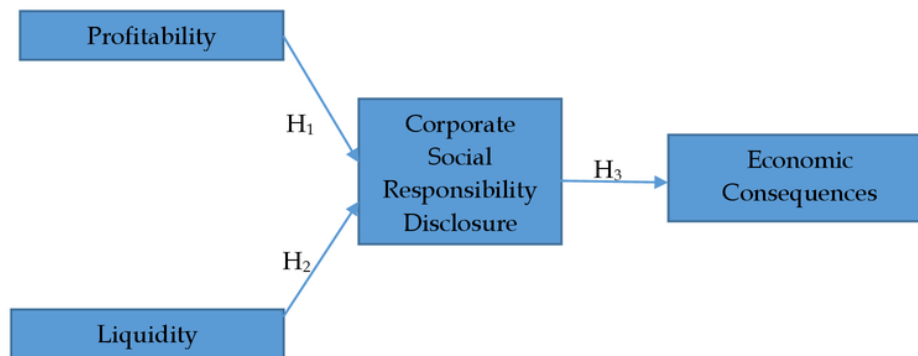 Profitability
H₁
Corporate
Social
Responsibility
Disclosure
H₃
Economic
Consequences
H₂
Liquidity